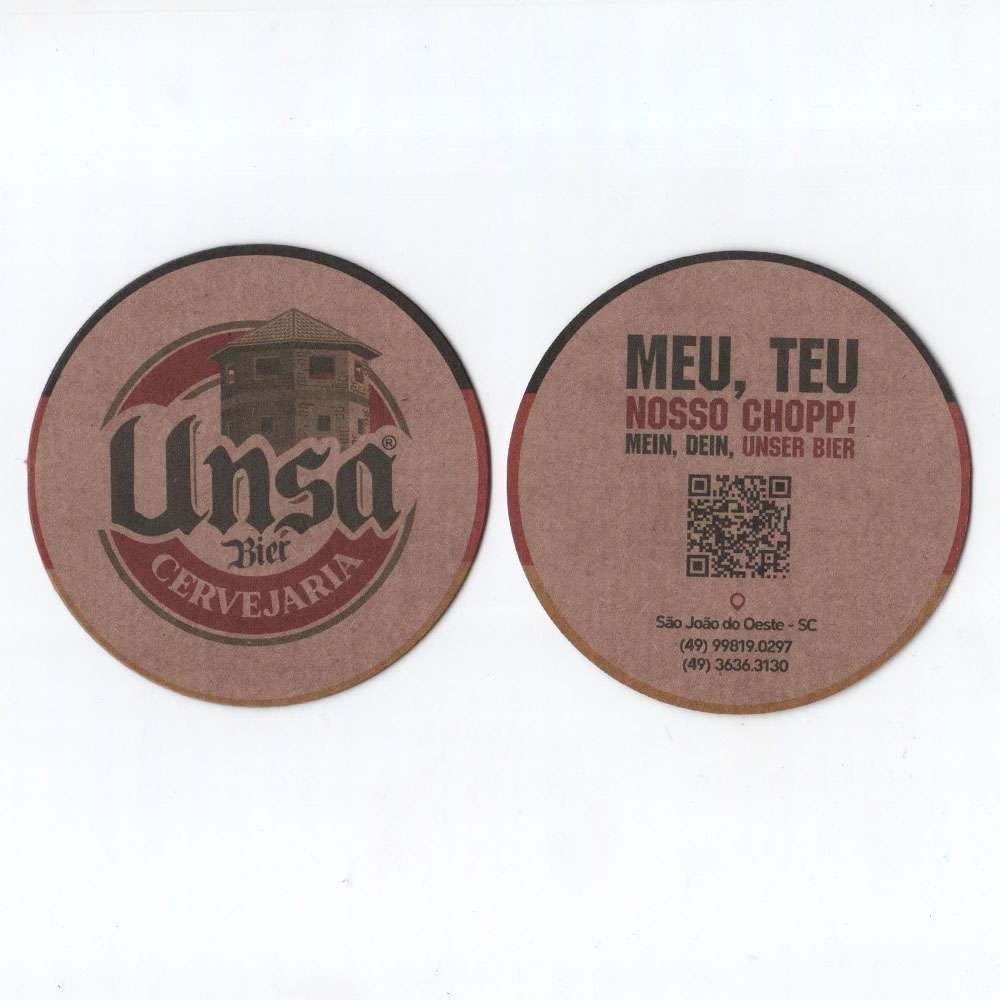 Unsa®
Bier
CERVEJARIA
MEU, TEU
NOSSO CHOPP!
MEIN, DEIN, UNSER BIER
São João do Oeste - SC
(49) 99819.0297
(49) 3636.3130